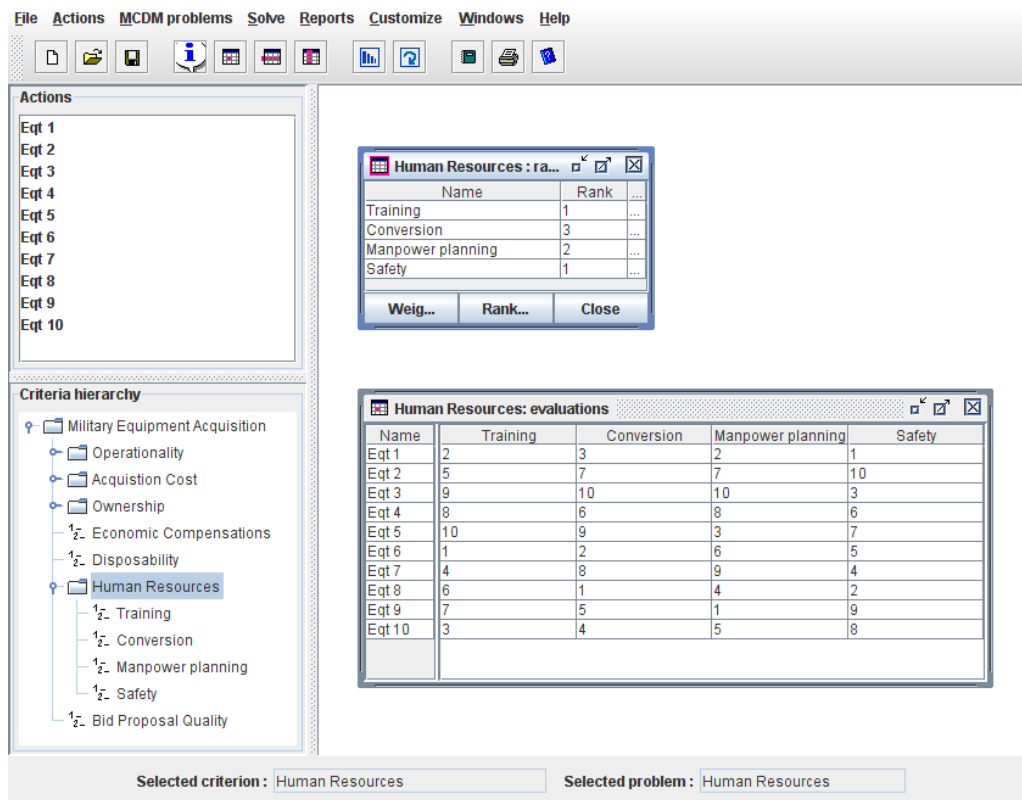 File Actions MCDM problems Solve Reports Customize Windows Help
Actions
Eqt 1
Eqt 2
Eqt 3
Eqt 4
Eqt 5
Eqt 6
Eqt 7
Eqt 8
Eqt 9
Eqt 10
Human Resources : ra...
Name Rank ...
Training 1 ...
Conversion 3 ...
Manpower planning 2 ...
Safety 1 ...
Weig... Rank... Close
Criteria hierarchy
Military Equipment Acquisition
Operationality
Acquistion Cost
Ownership
Economic Compensations
Disposability
Human Resources
Training
Conversion
Manpower planning
Safety
Bid Proposal Quality
Human Resources: evaluations
Name Training Conversion Manpower planning Safety
Eqt 1 2 3 2 1
Eqt 2 5 7 7 10
Eqt 3 9 10 10 3
Eqt 4 8 6 8 6
Eqt 5 10 9 3 7
Eqt 6 1 2 6 5
Eqt 7 4 8 9 4
Eqt 8 6 1 4 2
Eqt 9 7 5 1 9
Eqt 10 3 4 5 8
Selected criterion : Human Resources Selected problem : Human Resources